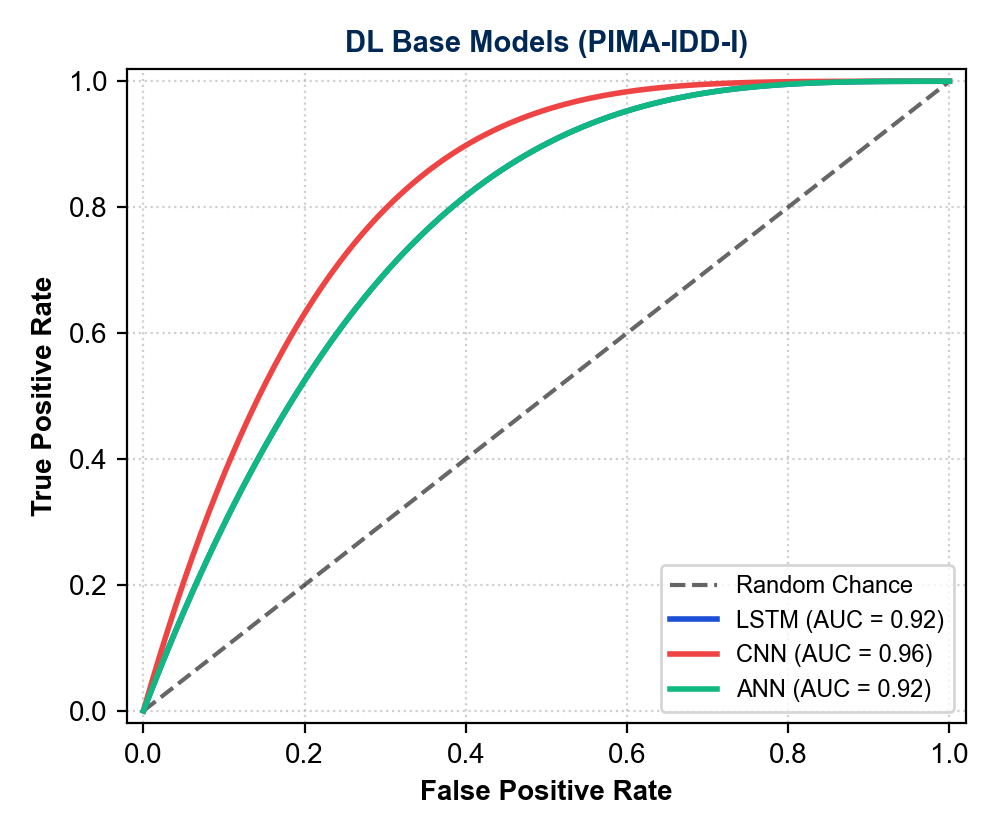 DL Base Models (PIMA-IDD-I)
1.0
0.8
0.6
0.4
0.2
0.0
True Positive Rate
Random Chance
LSTM (AUC = 0.92)
CNN (AUC = 0.96)
ANN (AUC = 0.92)
0.0 0.2 0.4 0.6 0.8 1.0
False Positive Rate